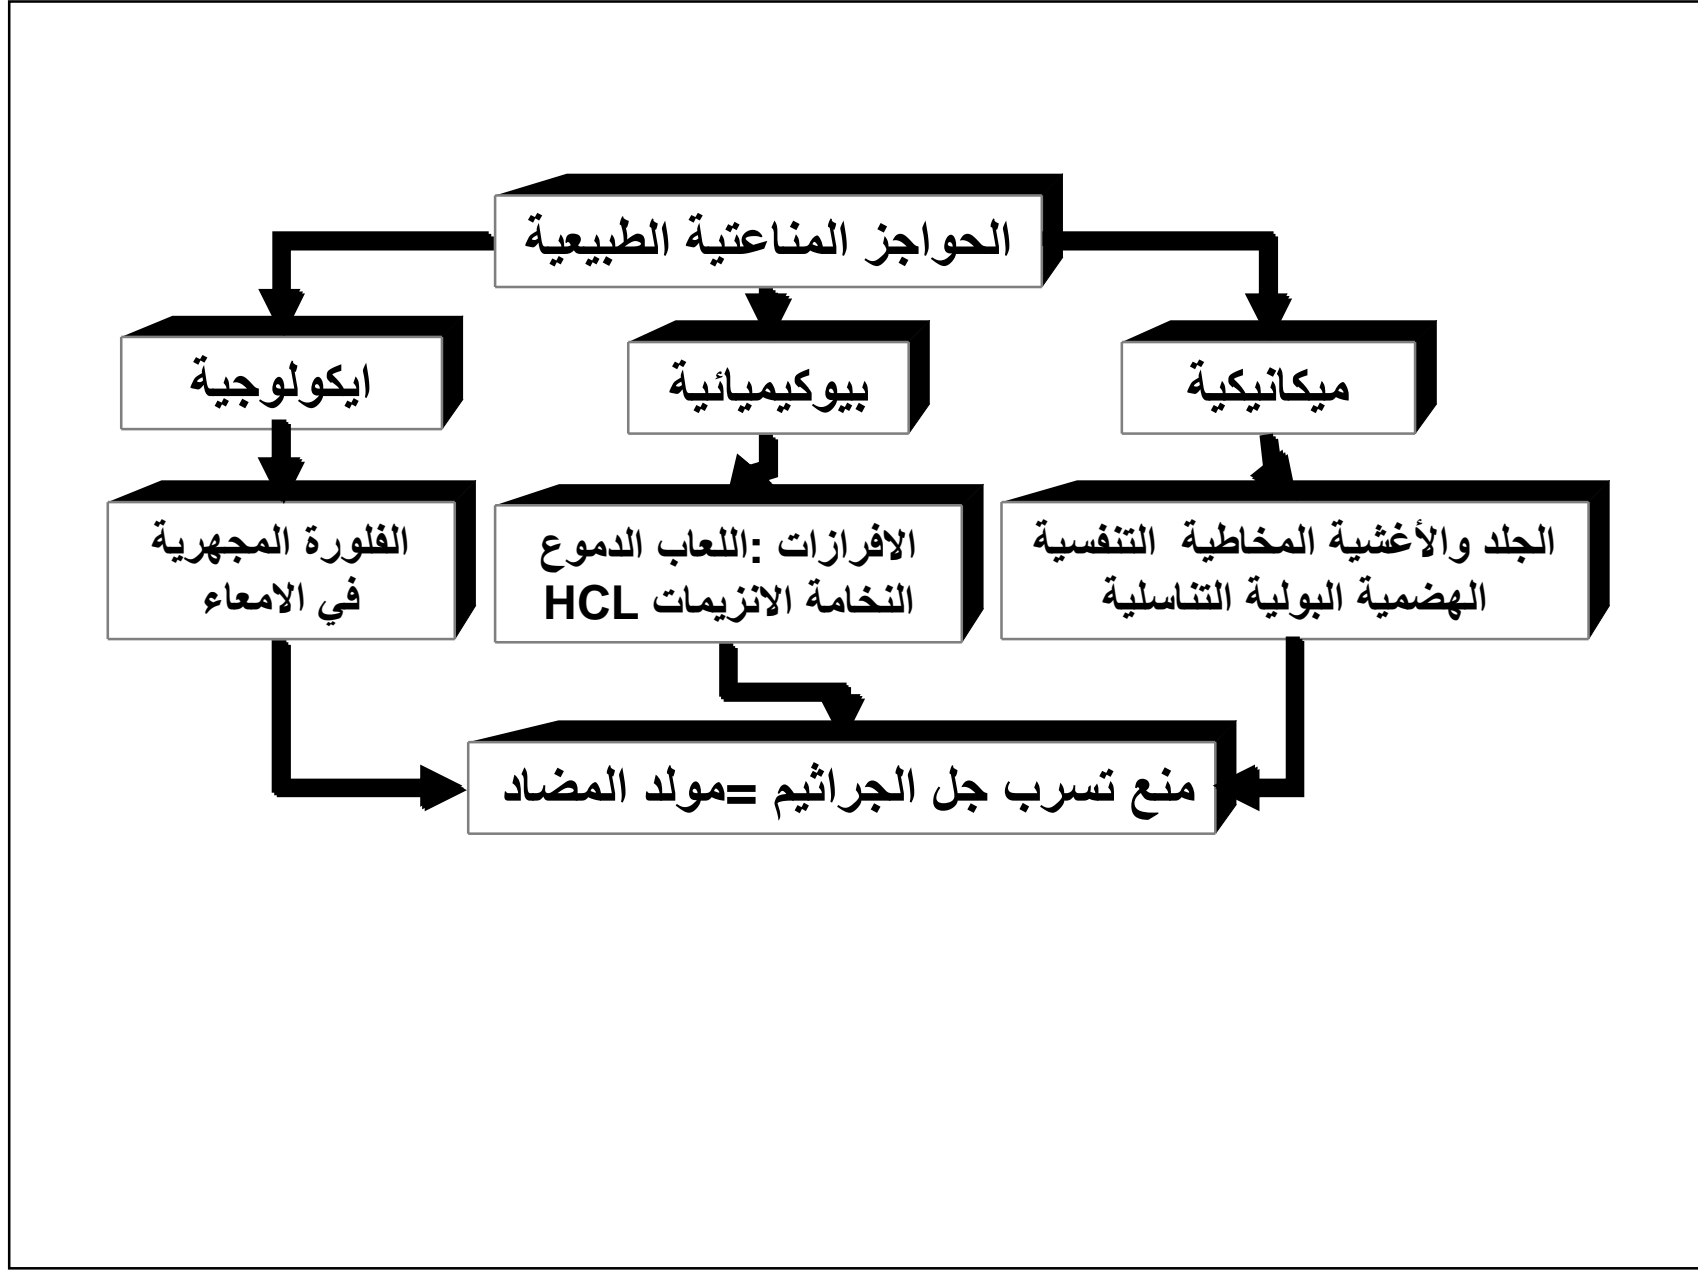 الحواجز المناعتية الطبيعية
ميكانيكية
بيوكيميائية
ايكولوجية
الجلد والأغشية المخاطية التنفسية
الهضمية البولية التناسلية
الافرازات :اللعاب الدموع
النخامة الانزيمات HCL
الفلورة المجهرية
في الامعاء
منع تسرب جل الجراثيم =مولد المضاد